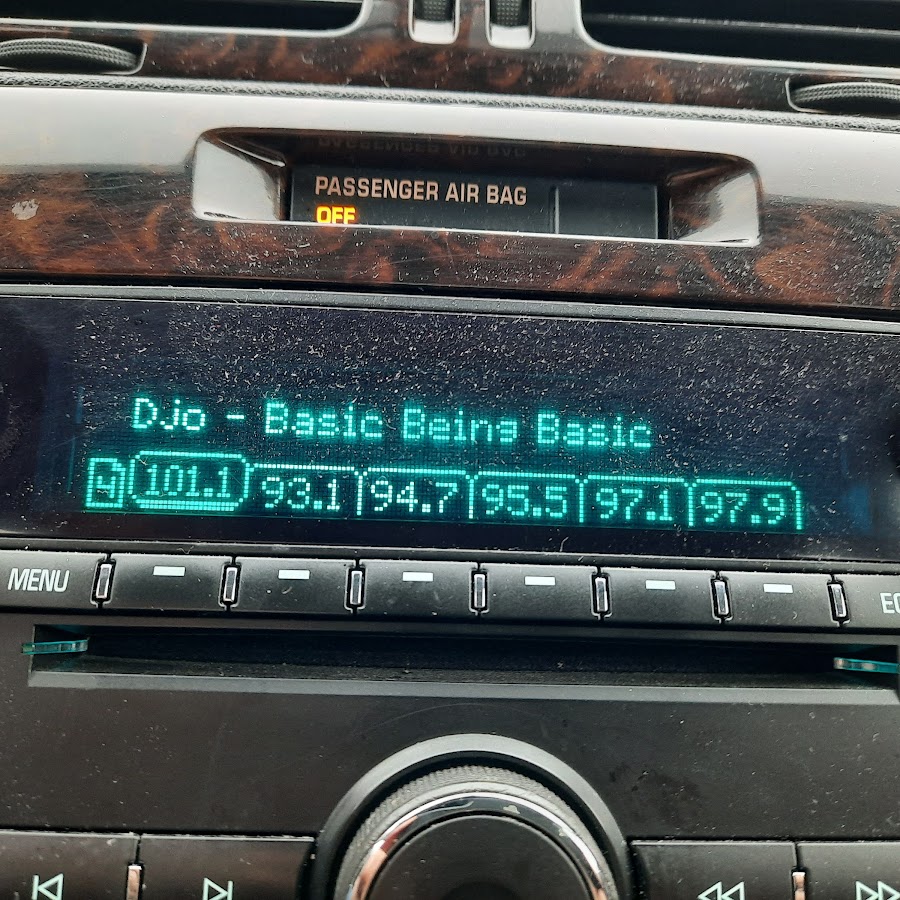 PASSENGER AIR BAG
OFF
Djo - Basic Being Basic
101.1 93.1 94.7 95.5 97.1 97.9
MENU